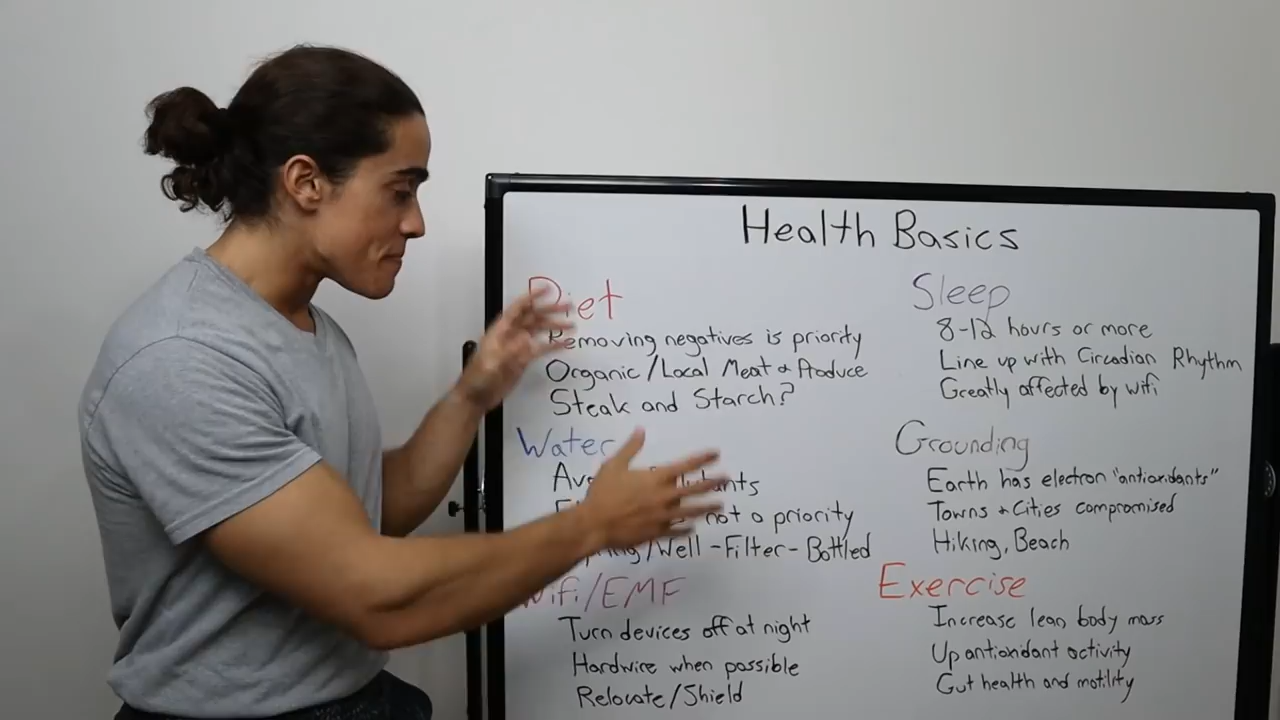 Health Basics
Diet
Removing negatives is priority
Organic/Local Meat & Produce
Steak and Starch?
Water
not a priority
/Well - Filter - Bottled
Wifi/EMF
Turn devices off at night
Hardwire when possible
Relocate/Shield
Sleep
8-12 hours or more
Line up with Circadian Rhythm
Greatly affected by wifi
Grounding
Earth has electron "antioxidants"
Towns & Cities compromised
Hiking, Beach
Exercise
Increase lean body mass
Up antioxidant activity
Gut health and motility